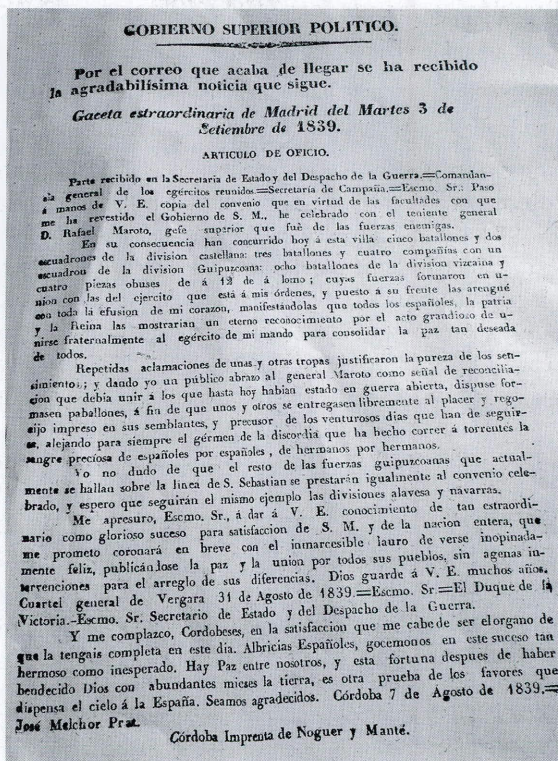 GOBIERNO SUPERIOR POLITICO.
Por el correo que acaba de llegar se ha recibido
la agradabilísima noticia que sigue.
Gaceta estraordinaria de Madrid del Martes 3 de
Setiembre de 1839.
ARTICULO DE OFICIO.
Parte recibido en la Secretaria de Estado y del Despacho de la Guerra.=Comandan-
sia general de los egércitos reunidos.=Secretaría de Campaña.=Escmo. Sr.: Paso
á manos de V. E. copia del convenio que en virtud de las facultades con que
me ha revestido el Gobierno de S. M., he celebrado con el teniente general
D. Rafael Maroto, gefe superior que fuè de las fuerzas enemigas.
En su consecuencia han concurrido hoy á esta villa cinco batallones y dos
escuadrones de la division castellana: tres batallones y cuatro compañias con un
escuadron de la division Guipuzcoana: ocho batallones de la division vizcaina y
cuatro piezas obuses de á 12 de á lomo; cuyas fuerzas formaron en u-
nion con las del ejercito que está á mis órdenes, y puesto á su frente las arengué
con toda la efusion de mi corazon, manifestándolas que todos los españoles, la patria
y la Reina las mostrarian un eterno reconocimiento por el acto grandioso de u-
nirse fraternalmente al egército de mi mando para consolidar la paz tan deseada
de todos.
Repetidas aclamaciones de unas y otras tropas justificaron la pureza de los sen-
simientos; y dando yo un público abrazo al general Maroto como señal de reconcilia-
cion que debia unir á los que hasta hoy habian estado en guerra abierta, dispuse for-
masen paballones, á fin de que unos y otros se entregasen libremente al placer y rego-
sijo impreso en sus semblantes, y precusor de los venturosos dias que han de seguir-
se, alejando para siempre el gérmen de la discordia que ha hecho correr á torrentes la
sangre preciosa de españoles por españoles, de hermanos por hermanos.
Yo no dudo de que el resto de las fuerzas guipuzcoanas que actual-
mente se hallan sobre la linea de S. Sebastian se prestarán igualmente al convenio cele-
brado, y espero que seguirán el mismo ejemplo las divisiones alavesa y navarras.
Me apresuro, Escmo. Sr., á dar á V. E. conocimiento de tan estraordi-
nario como glorioso suceso para satisfaccion de S. M. y de la nacion entera, que
me prometo coronará en breve con el inmarcesible lauro de verse inopinada-
mente feliz, publicándose la paz y la union por todos sus pueblos, sin agenas in-
tervenciones para el arreglo de sus diferencias. Dios guarde á V. E. muchos años.
Cuartel general de Vergara 31 de Agosto de 1839.=Escmo. Sr=El Duque de la
Victoria.-Escmo. Sr. Secretario de Estado y del Despacho de la Guerra.
Y me complazco, Cordobeses, en la satisfaccion que me cabe de ser el organo de
que la tengais completa en este dia. Albricias Españoles, gocemonos en este suceso tan
hermoso como inesperado. Hay Paz entre nosotros, y esta fortuna despues de haber
bendecido Dios con abundantes mieses la tierra, es otra prueba de los favores que
dispensa el cielo á la España. Seamos agradecidos. Córdoba 7 de Agosto de 1839.=
José Melchor Prat.
Córdoba Imprenta de Noguer y Manté.